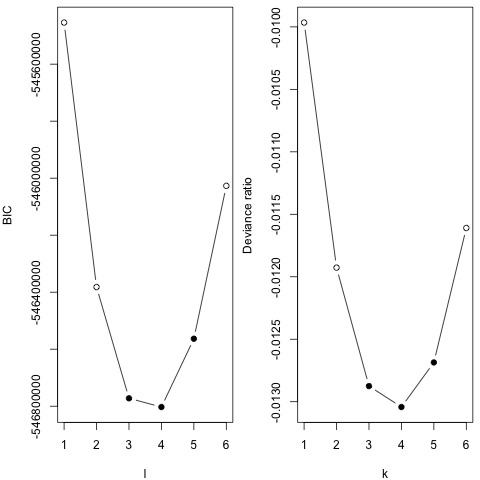 BIC
-545600000
-546000000
-546400000
-546800000
1 2 3 4 5 6
l
Deviance ratio
-0.0100
-0.0105
-0.0110
-0.0115
-0.0120
-0.0125
-0.0130
1 2 3 4 5 6
k